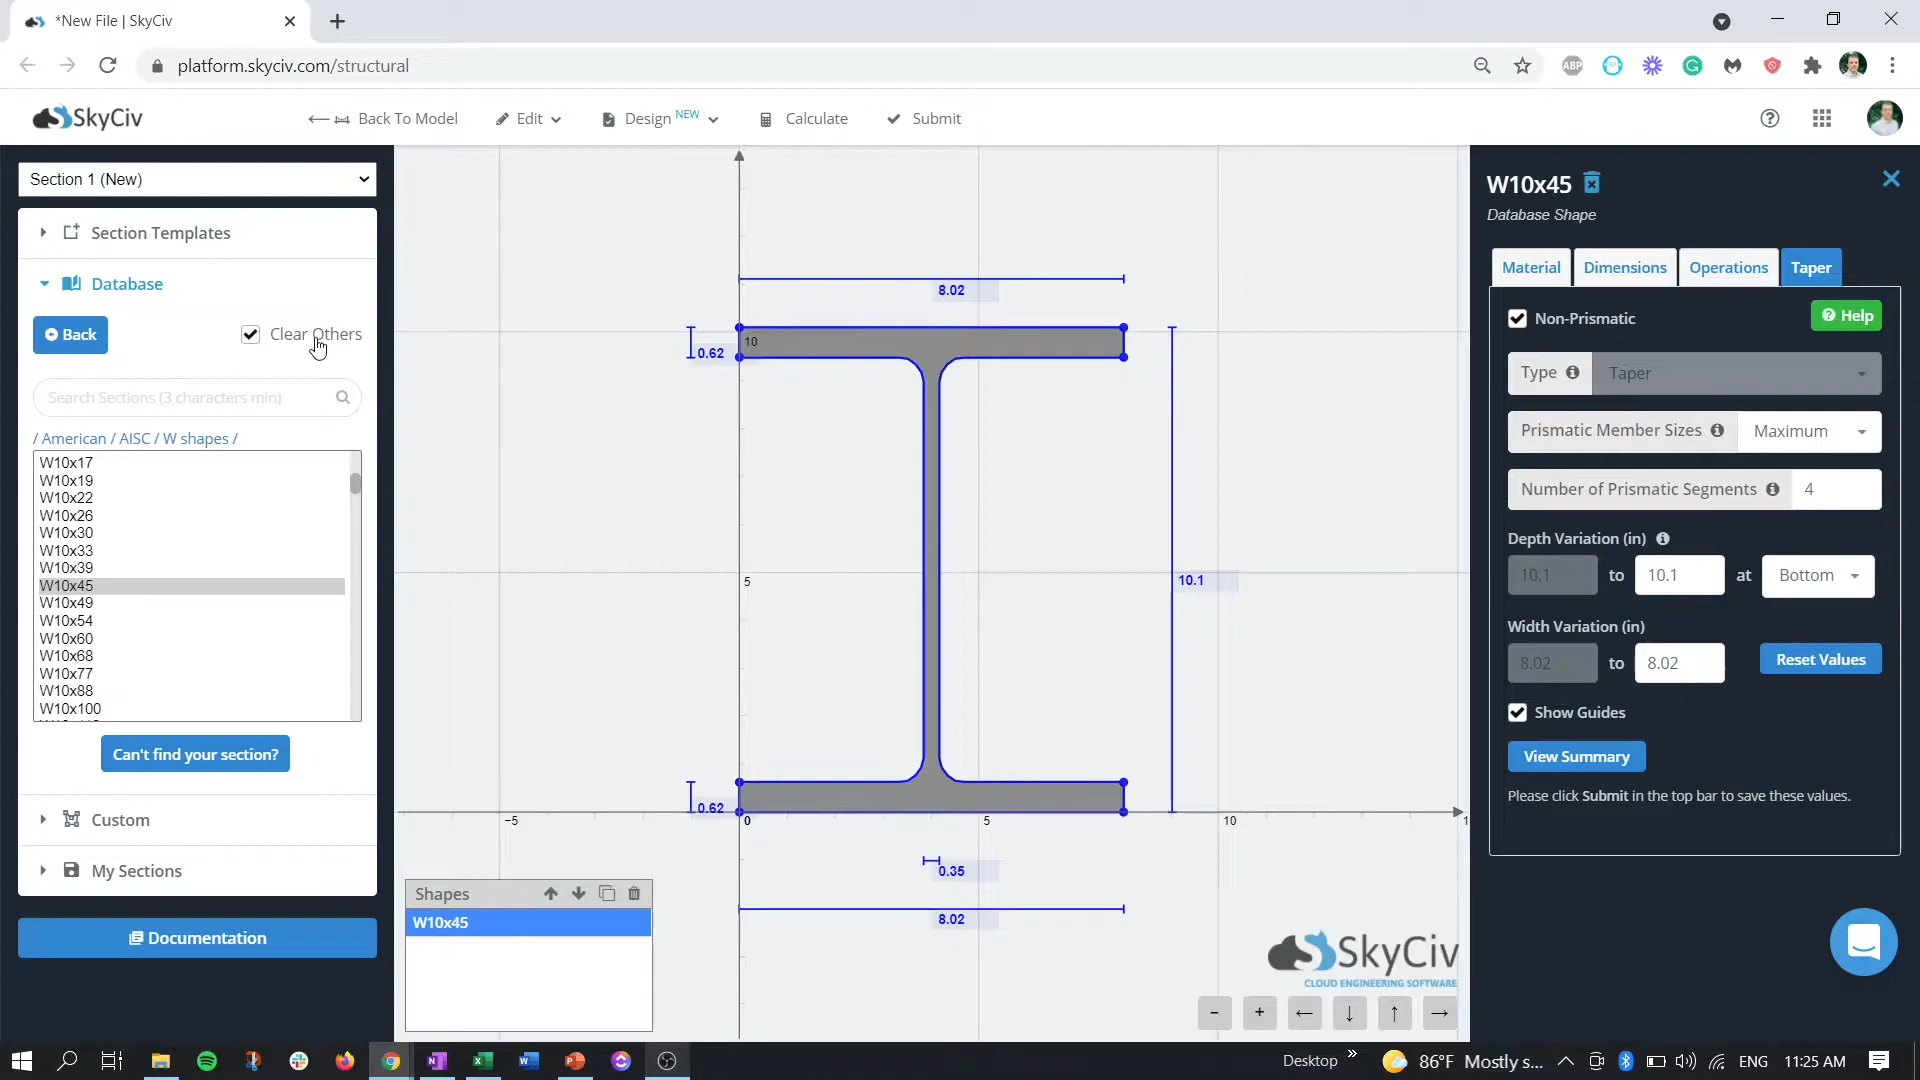 *New File | SkyCiv
platform.skyciv.com/structural
ABP
SkyCiv
Back To Model
Edit
Design NEW
Calculate
Submit
Section 1 (New)
Section Templates
Database
Back
Clear Others
Search Sections (3 characters min)
/ American / AISC / W shapes /
W10x17
W10x19
W10x22
W10x26
W10x30
W10x33
W10x39
W10x45
W10x49
W10x54
W10x60
W10x68
W10x77
W10x88
W10x100
Can't find your section?
Custom
My Sections
Documentation
8.02
0.62
10
10.1
5
0.62
-5
0
5
10
1
0.35
8.02
Shapes
W10x45
SkyCiv
CLOUD ENGINEERING SOFTWARE
- +
W10x45
Database Shape
Material
Dimensions
Operations
Taper
Non-Prismatic
Help
Type
Taper
Prismatic Member Sizes
Maximum
Number of Prismatic Segments
4
Depth Variation (in)
10.1 to 10.1 at Bottom
Width Variation (in)
8.02 to 8.02
Reset Values
Show Guides
View Summary
Please click Submit in the top bar to save these values.
Desktop
86°F Mostly s...
ENG
11:25 AM